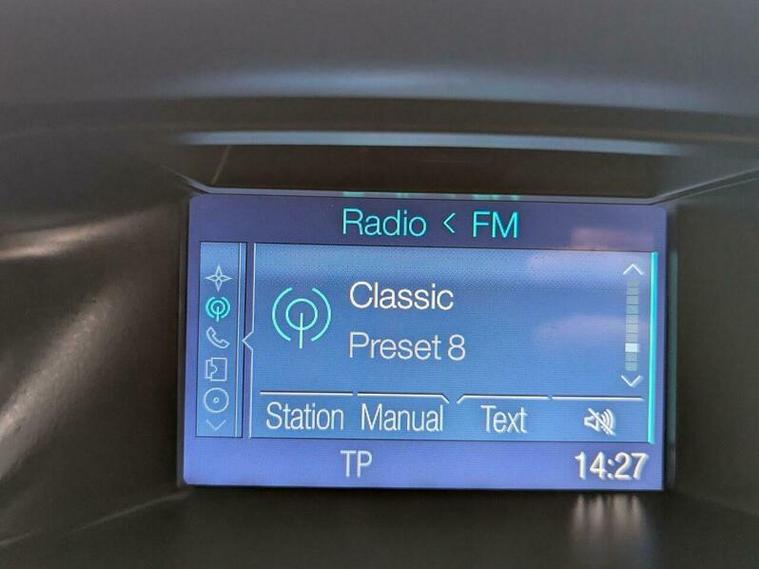 Radio < FM
Classic
Preset 8
Station Manual Text
TP 14:27